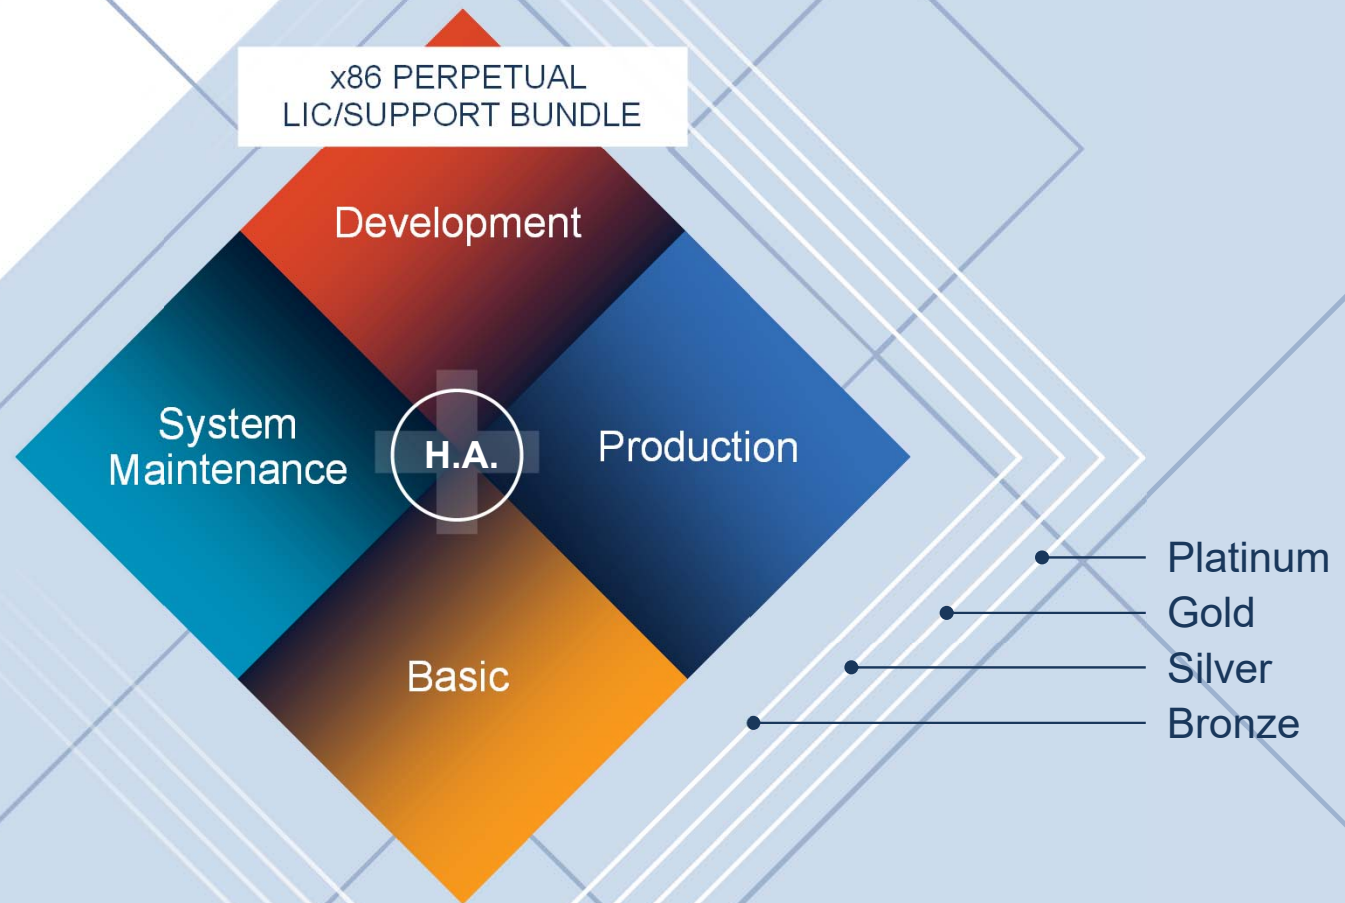 x86 PERPETUAL
LIC/SUPPORT BUNDLE
Development
System
Maintenance
H.A.
Production
Basic
Platinum
Gold
Silver
Bronze